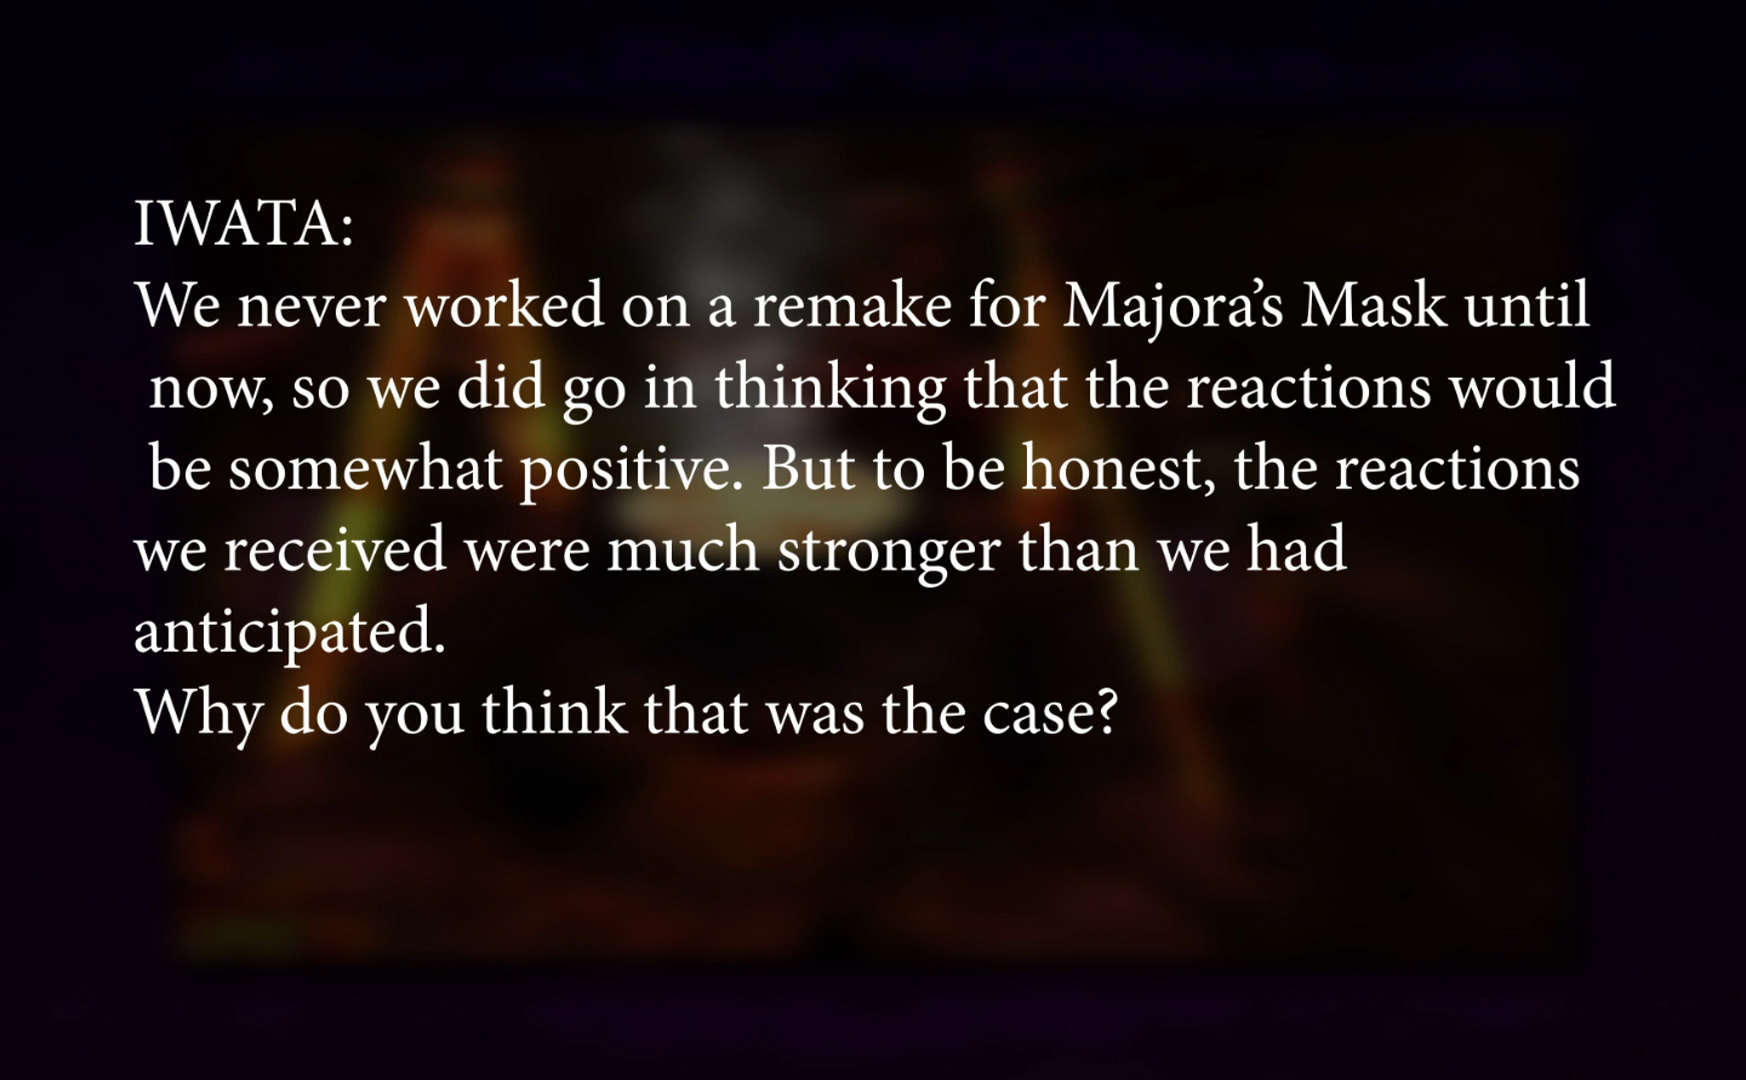 IWATA:
We never worked on a remake for Majora’s Mask until
now, so we did go in thinking that the reactions would
be somewhat positive. But to be honest, the reactions
we received were much stronger than we had
anticipated.
Why do you think that was the case?